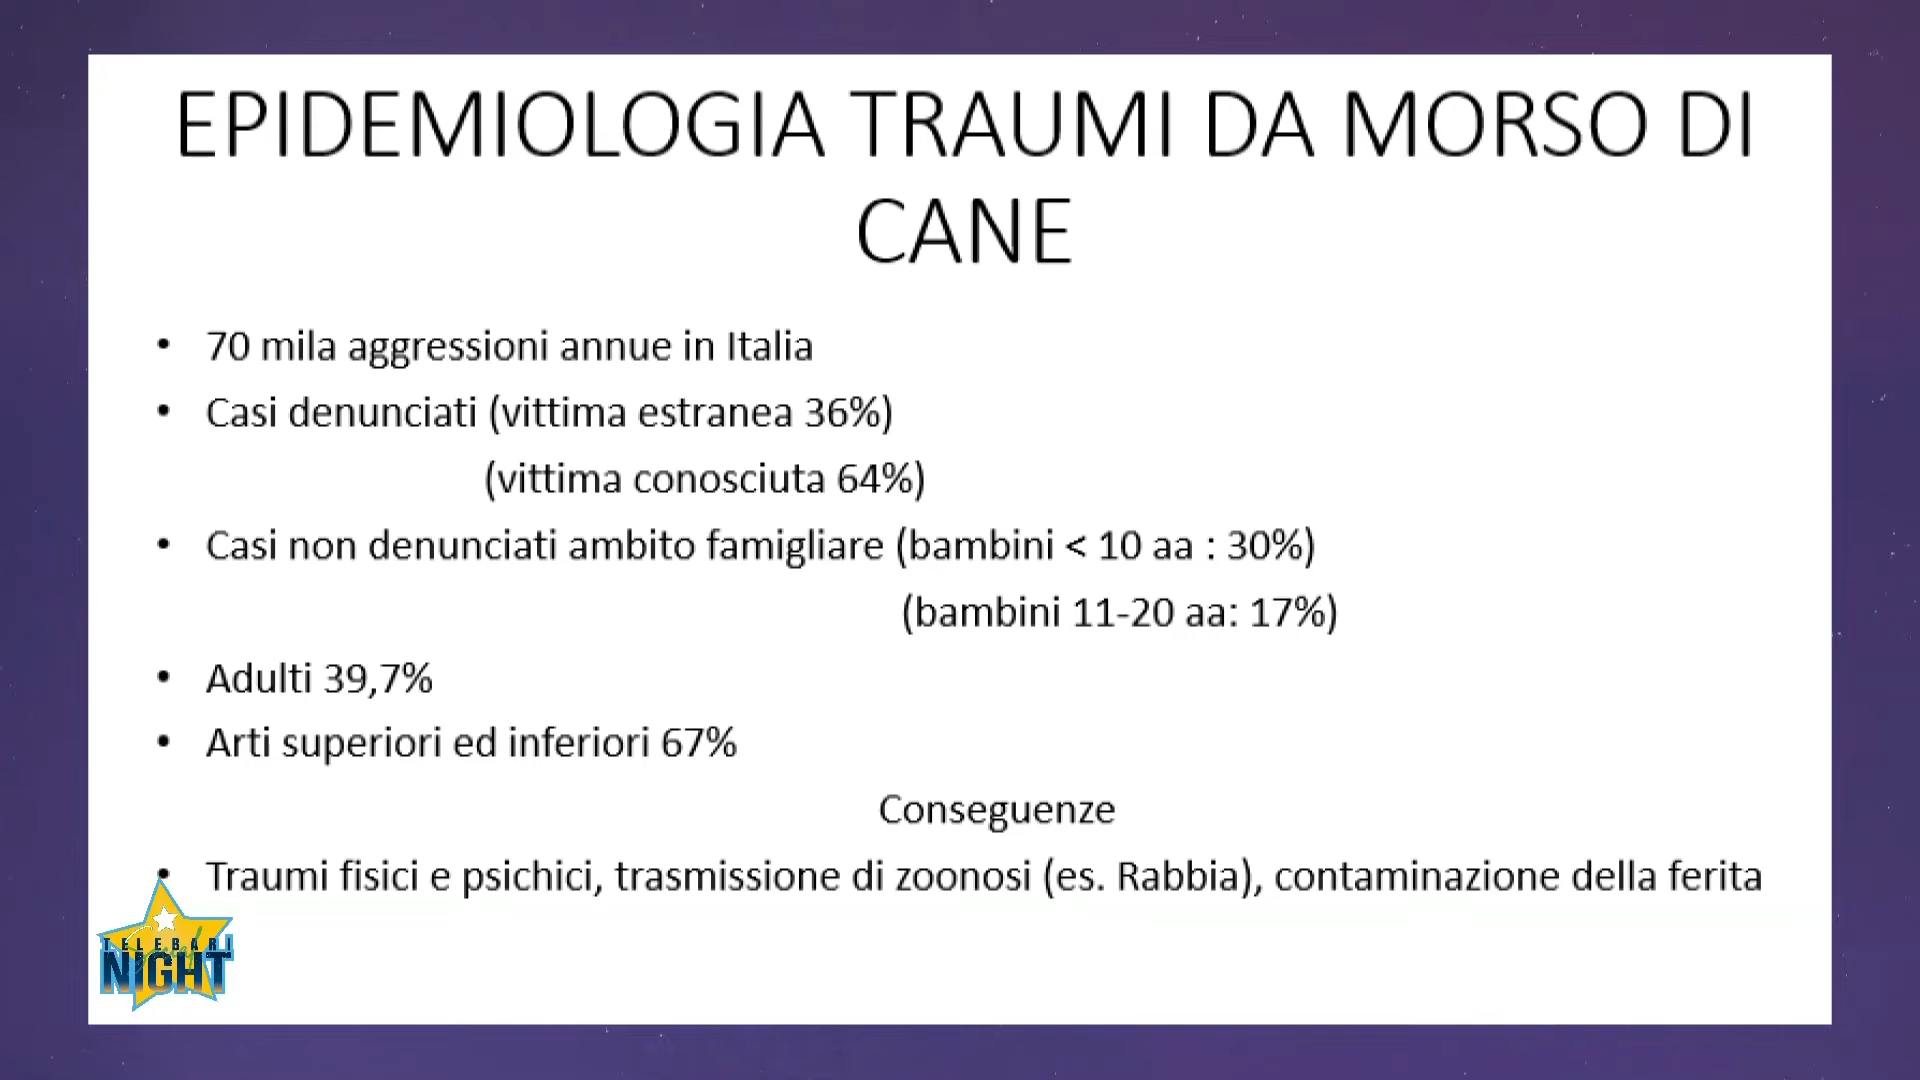 EPIDEMIOLOGIA TRAUMI DA MORSO DI
CANE
• 70 mila aggressioni annue in Italia
• Casi denunciati (vittima estranea 36%)
(vittima conosciuta 64%)
• Casi non denunciati ambito famigliare (bambini < 10 aa : 30%)
(bambini 11-20 aa: 17%)
• Adulti 39,7%
• Arti superiori ed inferiori 67%
Conseguenze
• Traumi fisici e psichici, trasmissione di zoonosi (es. Rabbia), contaminazione della ferita
TELEBARI
NIGHT